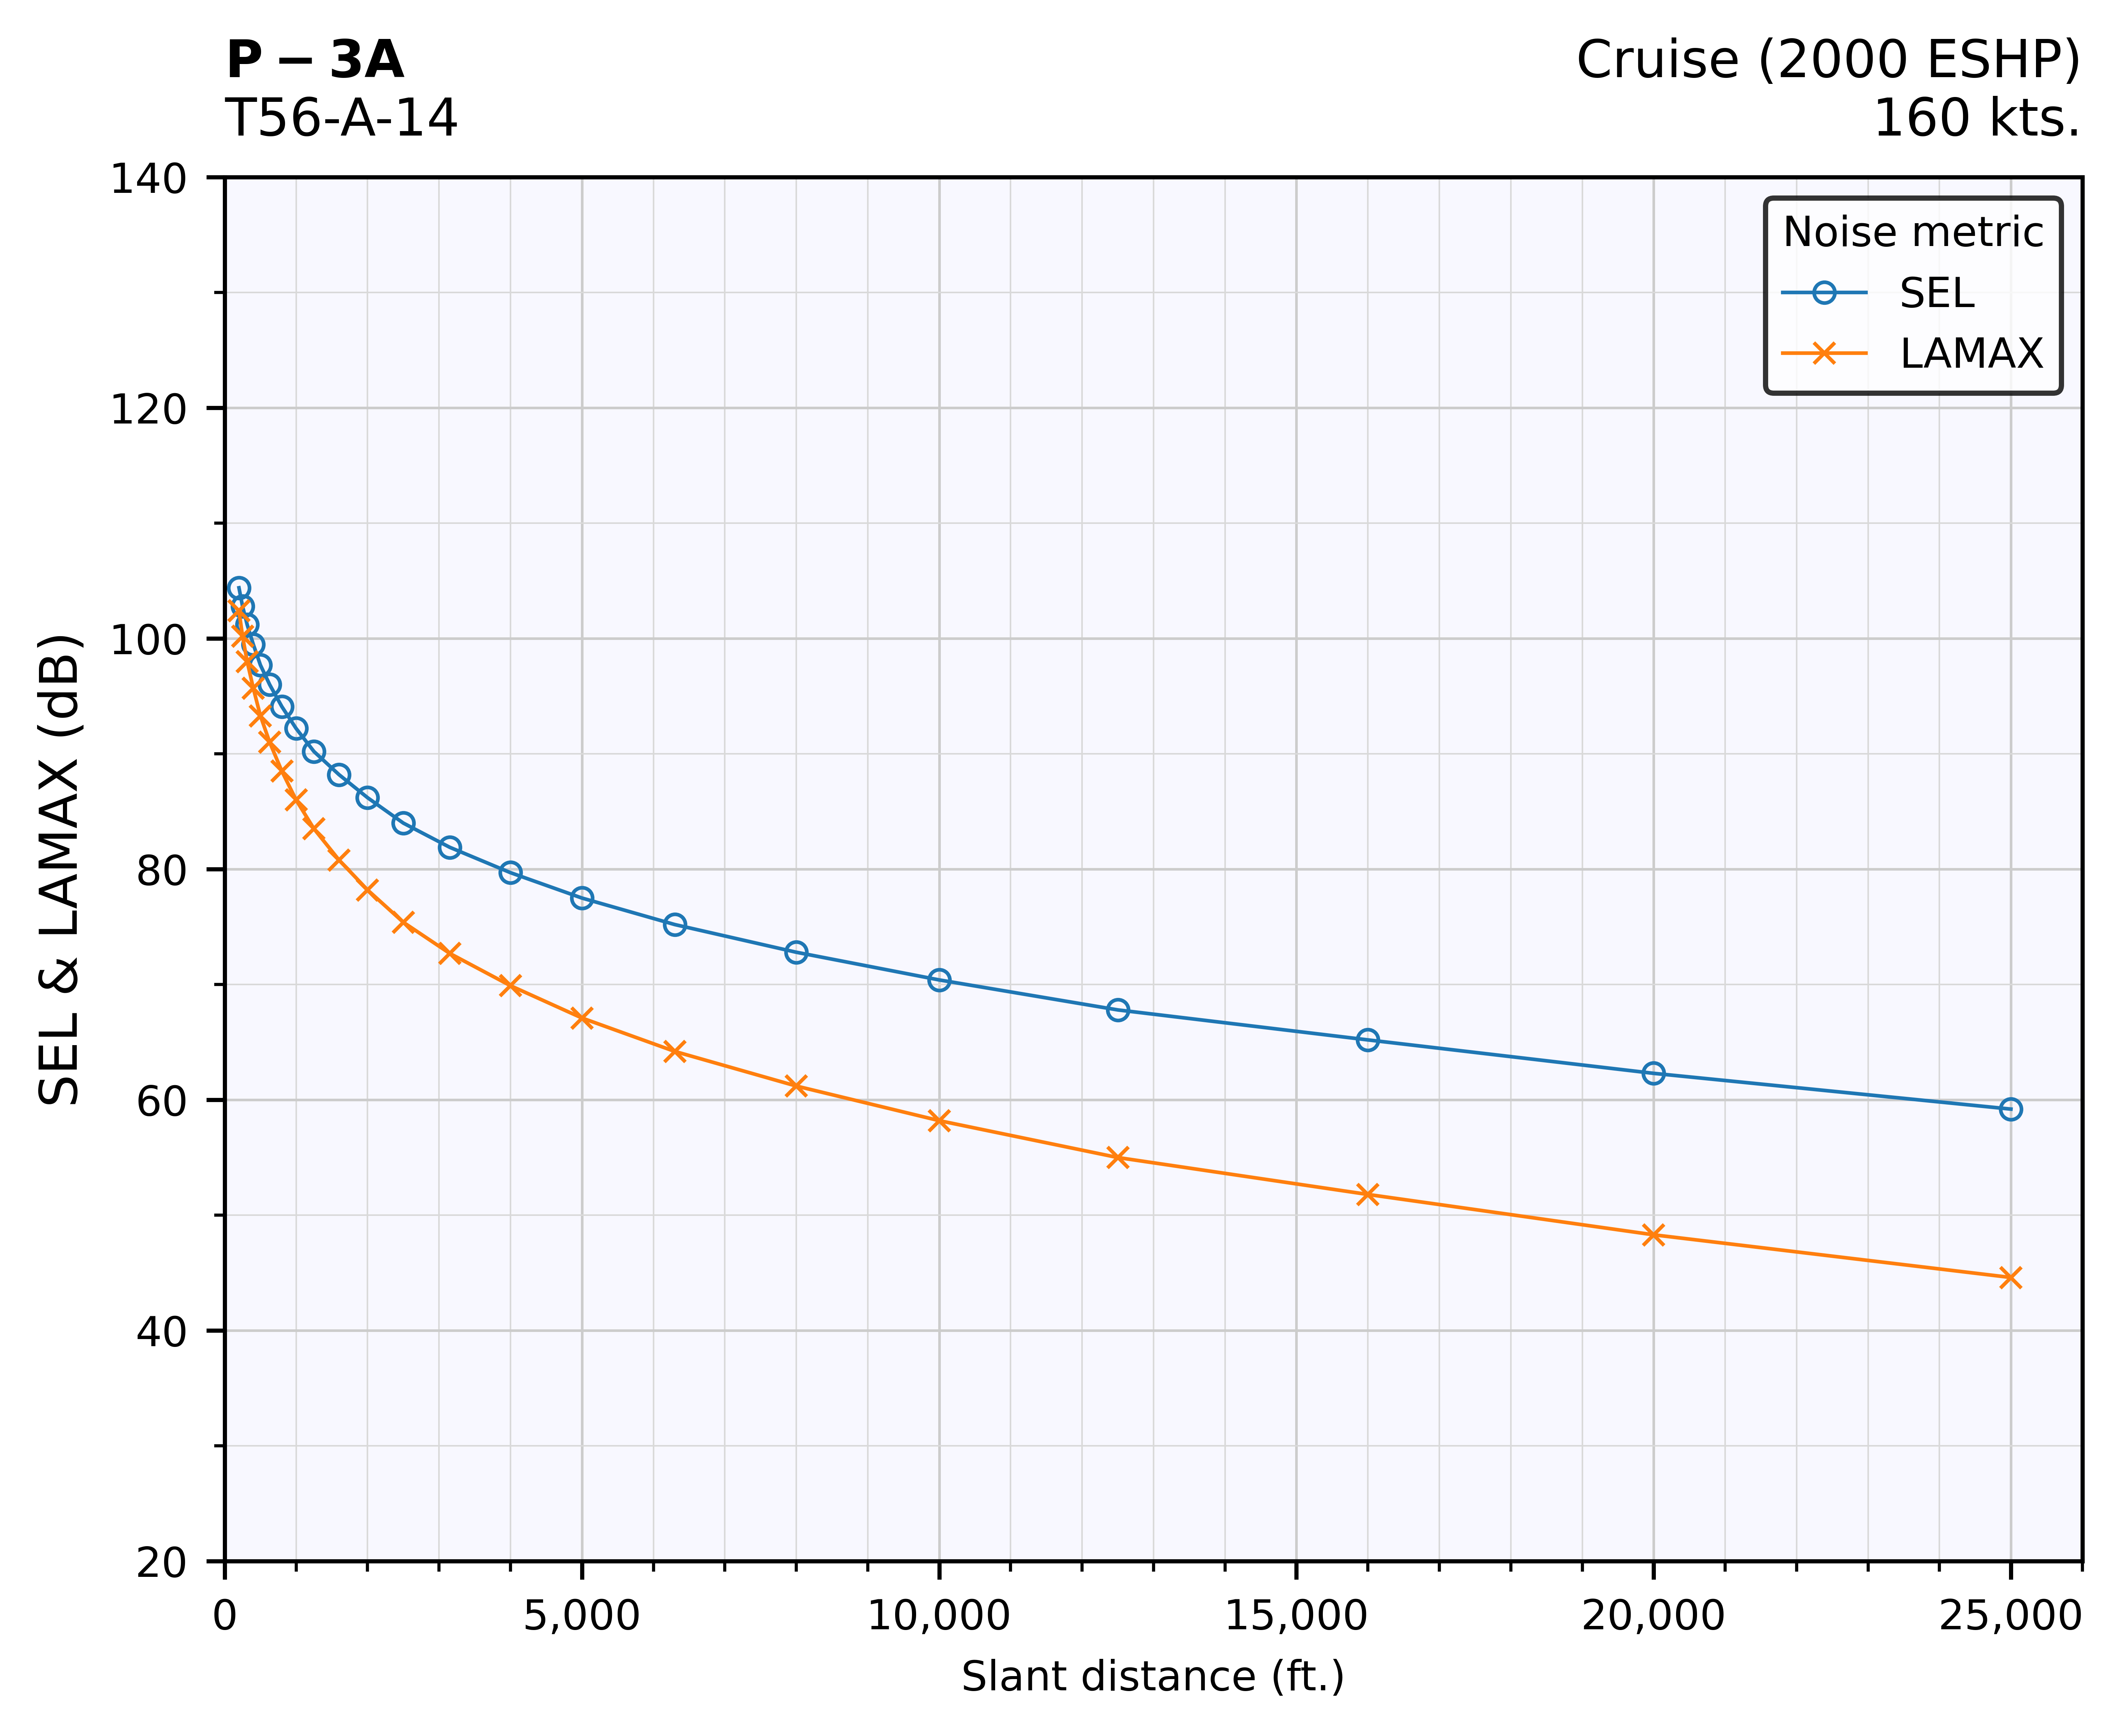 P – 3A
T56-A-14
Cruise (2000 ESHP)
160 kts.
SEL & LAMAX (dB)
140
120
100
80
60
40
20
Noise metric
SEL
LAMAX
0
5,000
10,000
15,000
20,000
25,000
Slant distance (ft.)